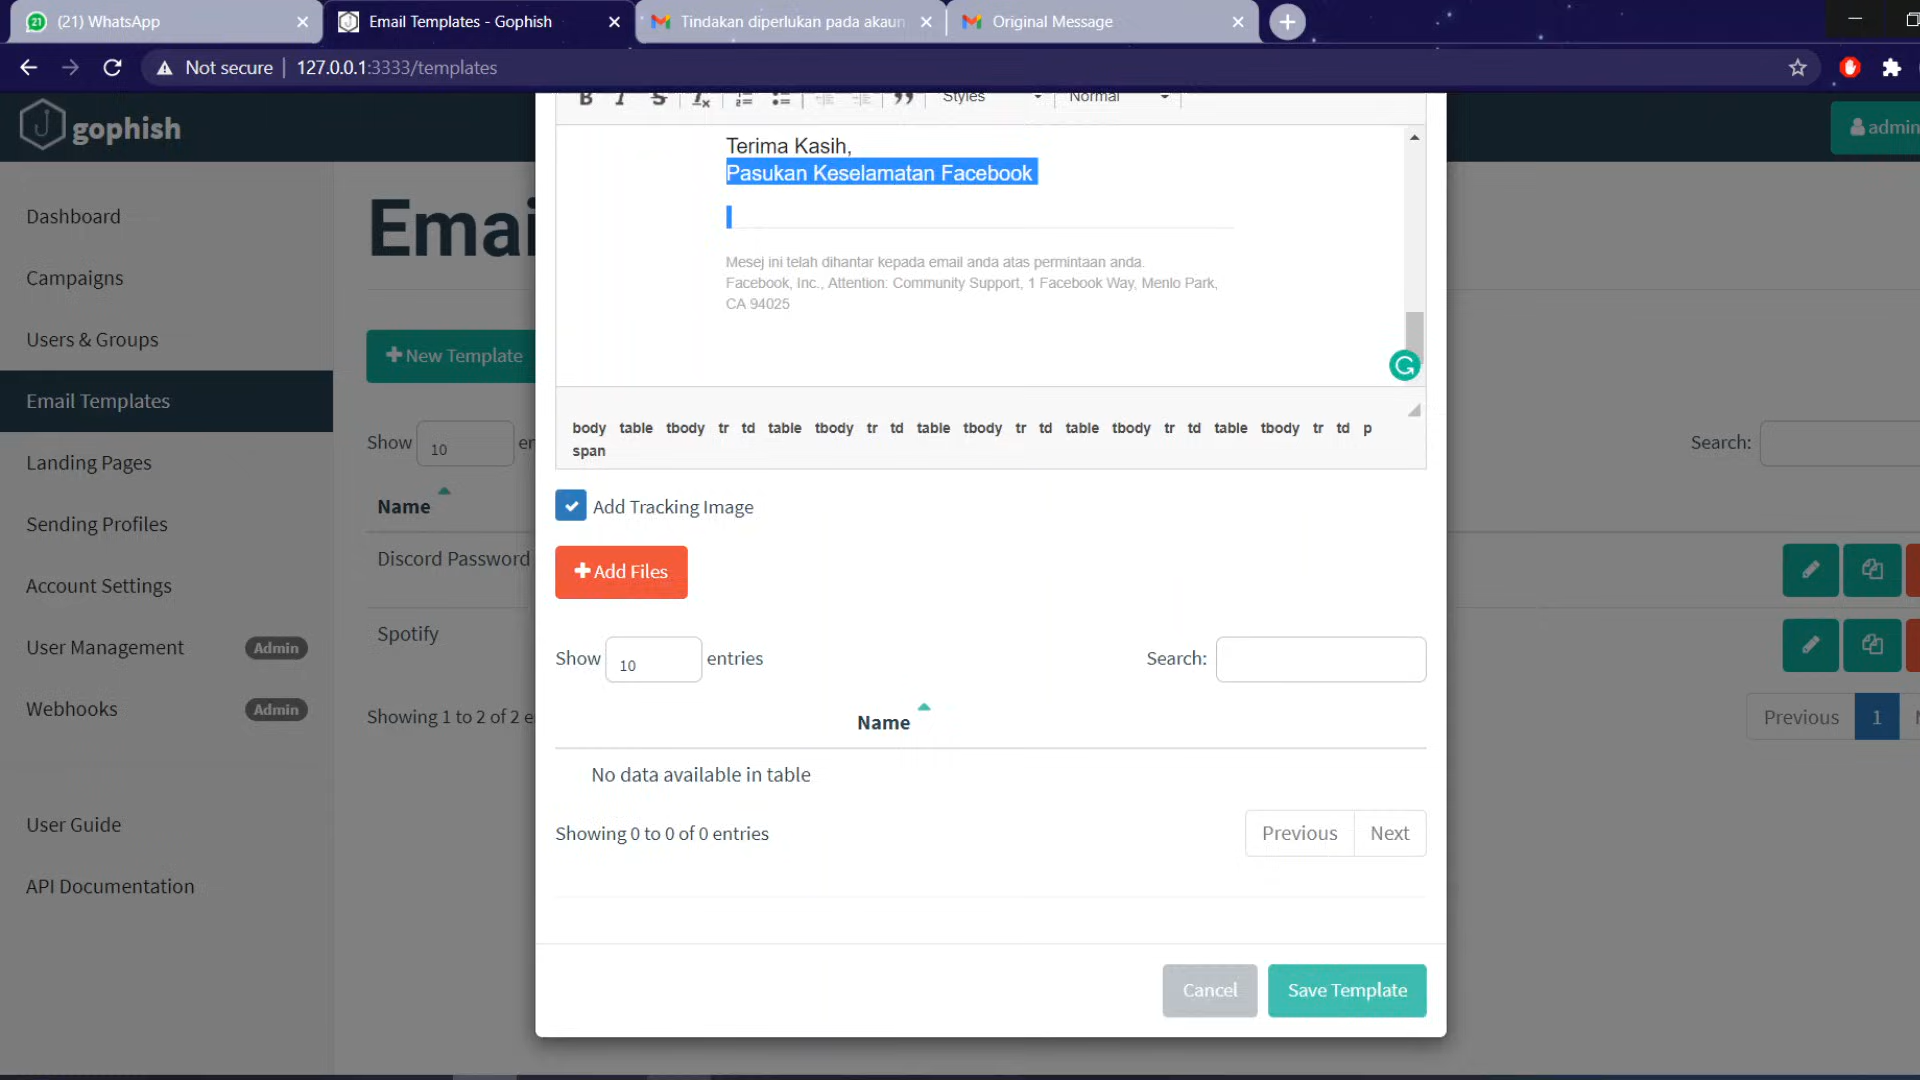 (21) WhatsApp
Email Templates - Gophish
Tindakan diperlukan pada akaun
Original Message
Not secure
127.0.0.1:3333/templates
gophish
admin
Dashboard
Campaigns
Users & Groups
Email Templates
Landing Pages
Sending Profiles
Account Settings
User Management Admin
Webhooks Admin
User Guide
API Documentation
Emai
New Template
Show 10
Search:
Name
Discord Password
Spotify
Showing 1 to 2 of 2 e
Previous 1
Styles
Normal
Terima Kasih,
Pasukan Keselamatan Facebook
Mesej ini telah dihantar kepada email anda atas permintaan anda.
Facebook, Inc., Attention: Community Support, 1 Facebook Way, Menlo Park,
CA 94025
body table tbody tr td table tbody tr td table tbody tr td table tbody tr td table tbody tr td p
span
Add Tracking Image
Add Files
Show 10 entries
Search:
Name
No data available in table
Showing 0 to 0 of 0 entries
Previous Next
Cancel
Save Template